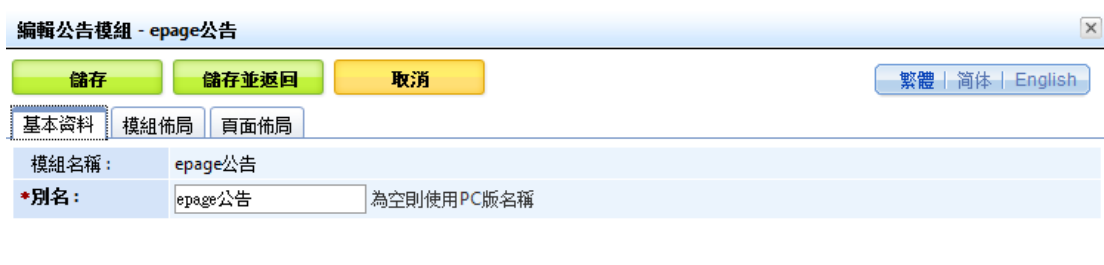 編輯公告模組 - epage公告
儲存 儲存並返回 取消 繁體 | 简体 | English
基本資料 模組佈局 頁面佈局
模組名稱： epage公告
*別名： epage公告 為空則使用PC版名稱